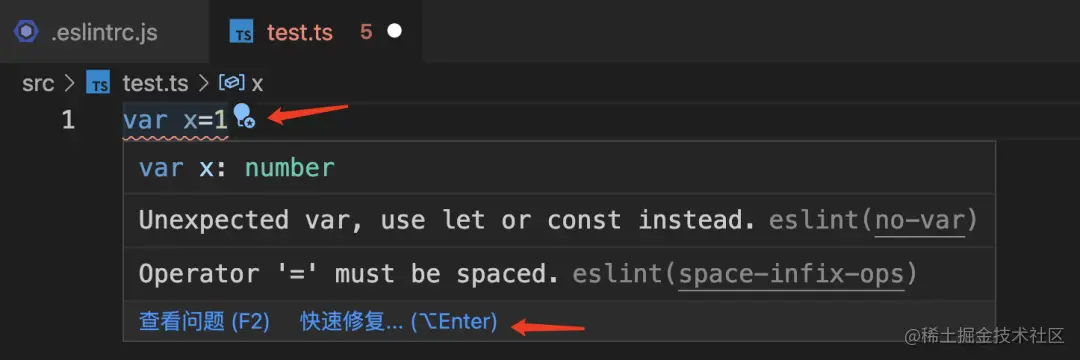 .eslintrc.js TS test.ts 5
src > TS test.ts > x
1 var x=1
var x: number
Unexpected var, use let or const instead. eslint(no-var)
Operator '=' must be spaced. eslint(space-infix-ops)
查看问题 (F2) 快速修复... (⌥Enter)
@稀土掘金技术社区